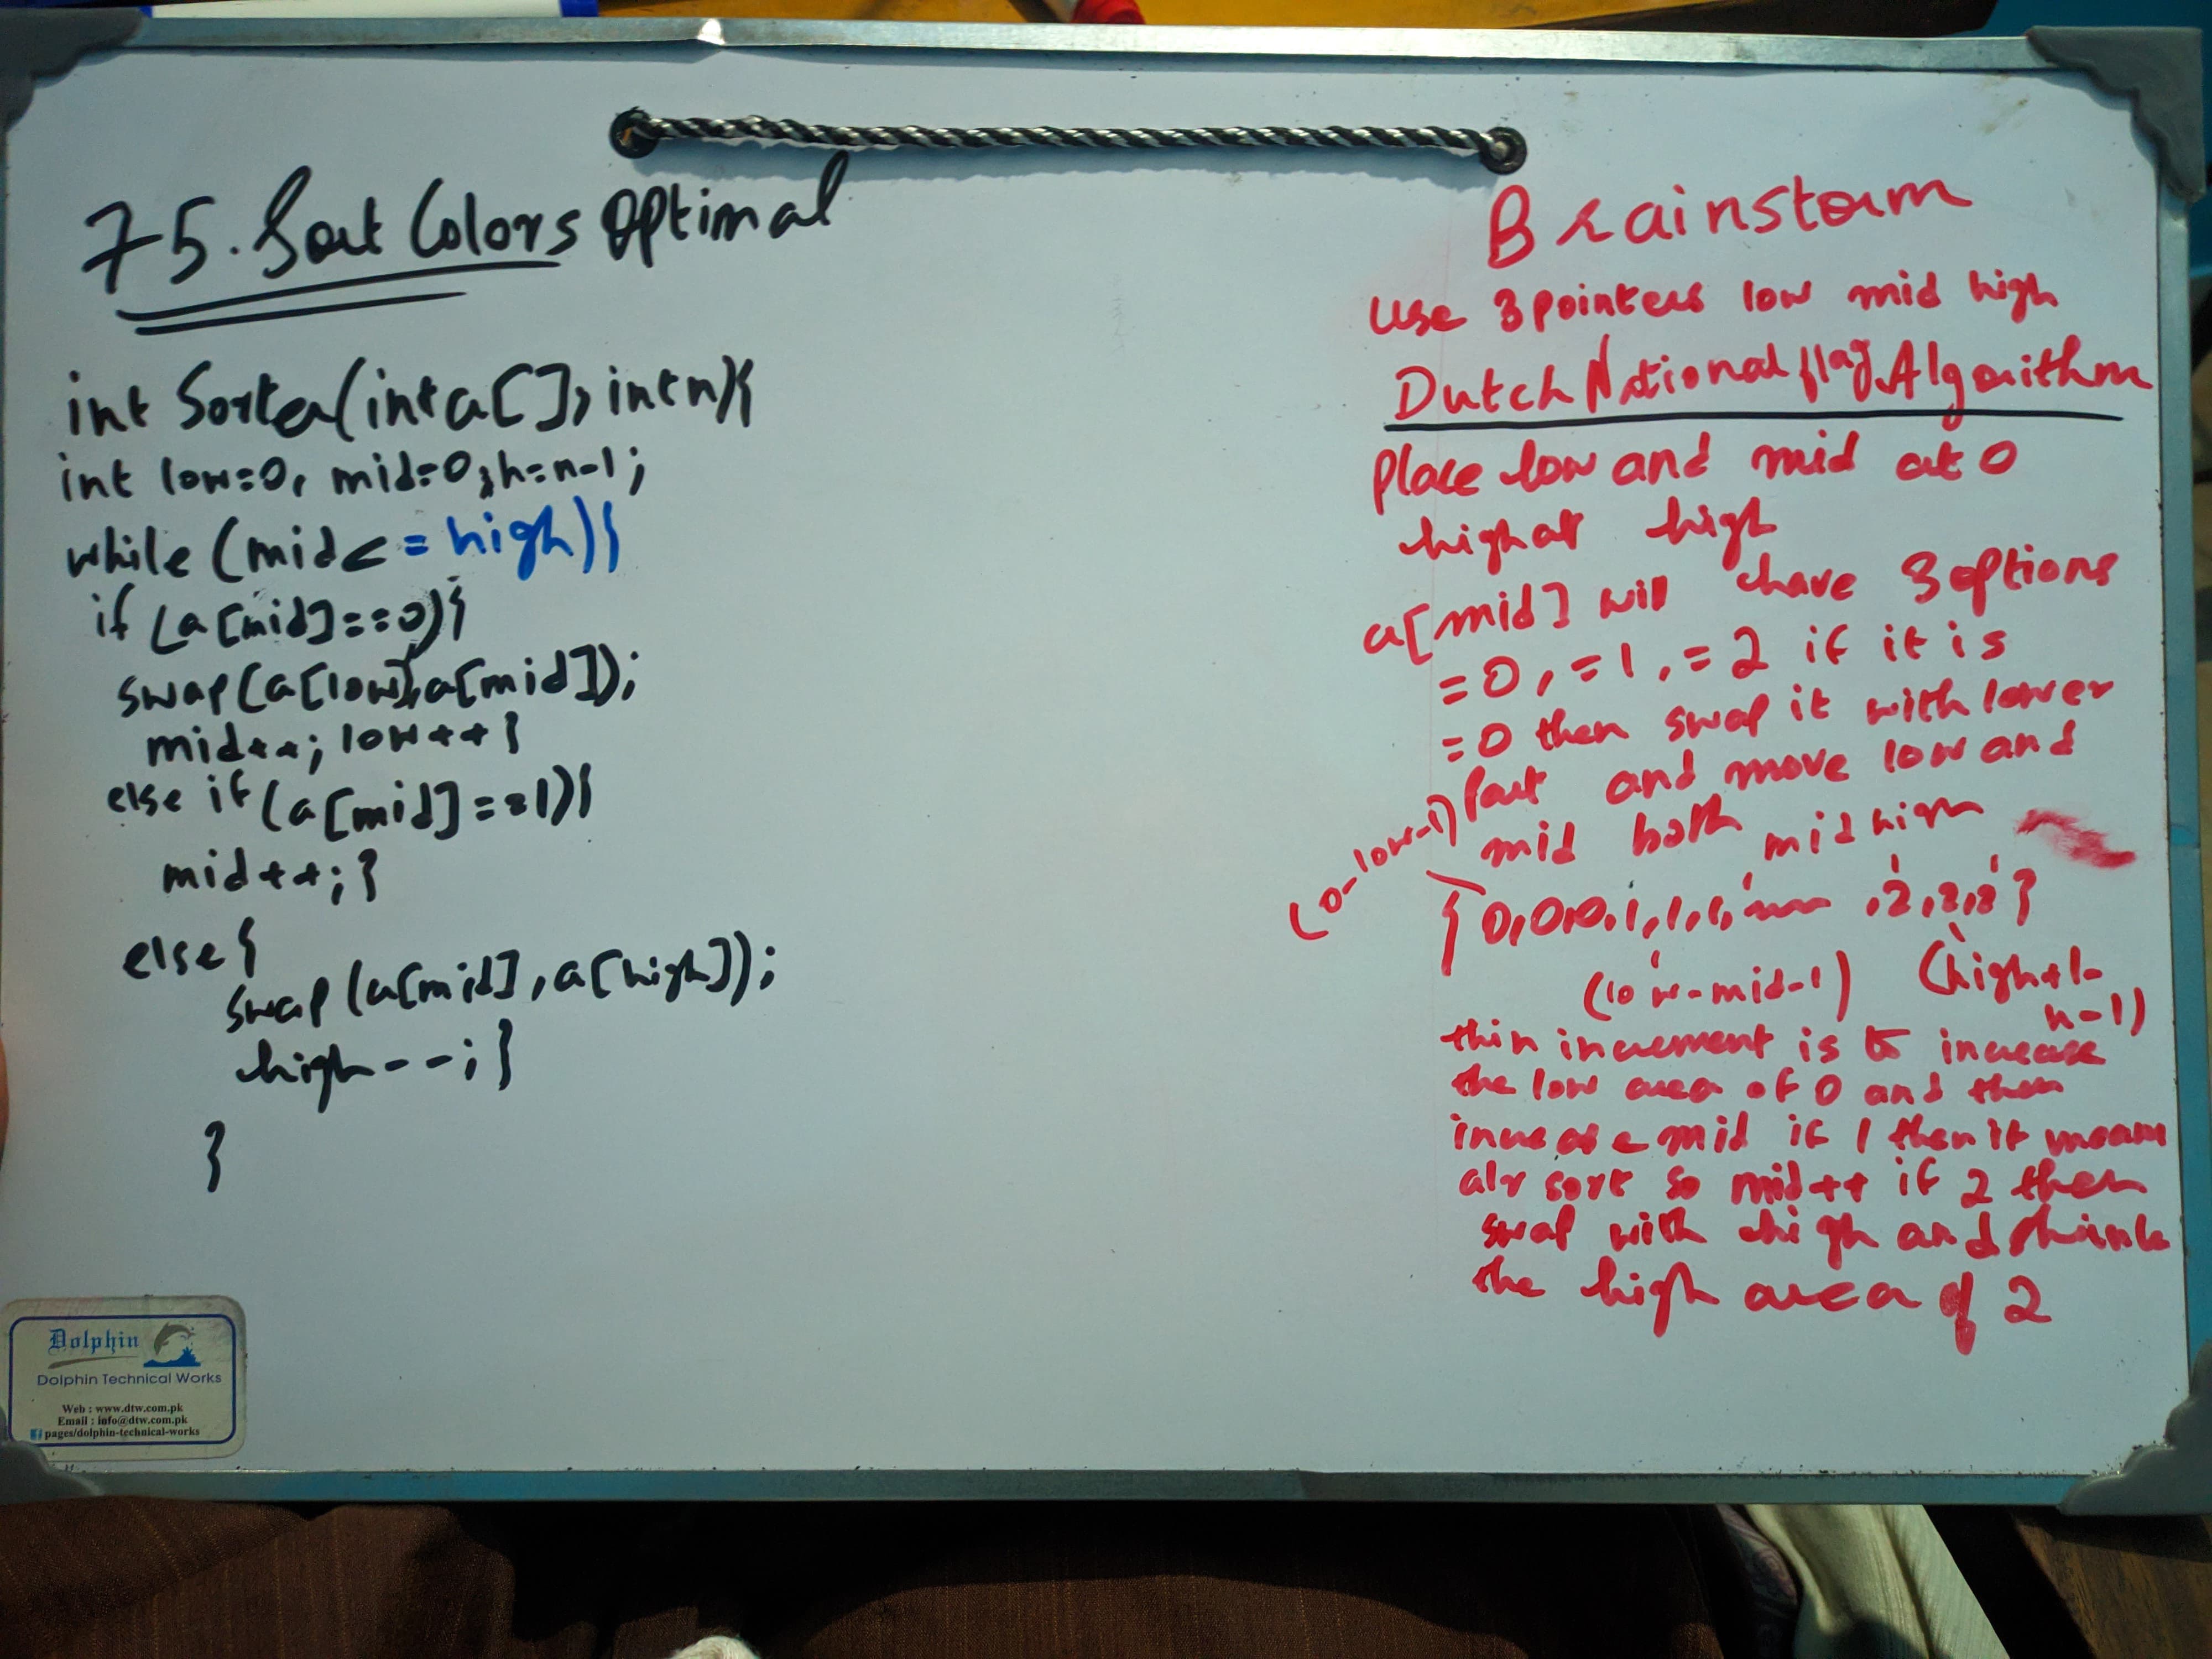 75. Sort Colors Optimal
int Sorter(int a[], int n){
int low=0, mid=0, h=n-1;
while (mid<=high){
if (a[mid]==0){
swap(a[low],a[mid]);
mid++; low++}
else if (a[mid]==1){
mid++;}
else{
swap(a[mid],a[high]);
high--;}
}
Brainstorm
use 3 pointers low mid high
Dutch National flag Algorithm
place low and mid at 0
high at high
a[mid] will have 3 options
=0, =1, =2 if it is
=0 then swap it with lower
part and move low and
mid both
mid high
(0-low-1)
{0,0,0,1,1,1, ,2,2,2}
(low-mid-1)
(high+1-
n-1)
increment is to increase
the low area of 0 and then
increase mid if 1 then it means
alr sort so mid++ if 2 then
swap with high and shrink
the high area of 2
Dolphin
Dolphin Technical Works
Web : www.dtw.com.pk
Email : info@dtw.com.pk
pages/dolphin-technical-works